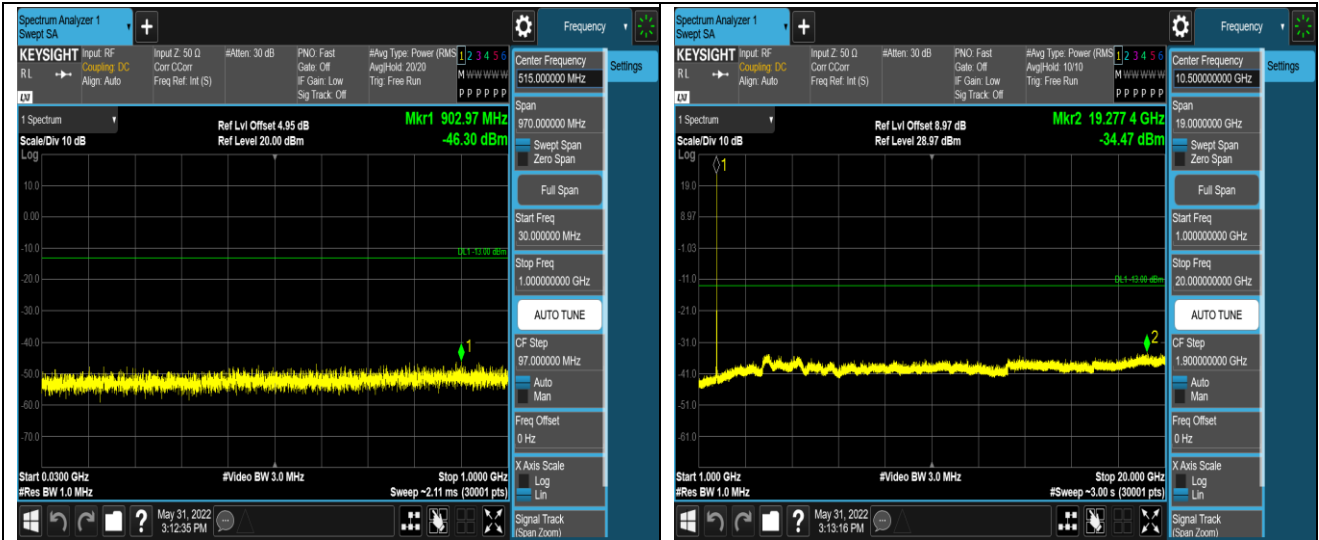 Spectrum Analyzer 1
Swept SA
+
Frequency
KEYSIGHT
RL
LXI
Input: RF
Coupling: DC
Align: Auto
Input Z: 50 Ω
Corr CCorr
Freq Ref: Int (S)
#Atten: 30 dB
PNO: Fast
Gate: Off
IF Gain: Low
Sig Track: Off
#Avg Type: Power (RMS
Avg|Hold: 20/20
Trig: Free Run
1 2 3 4 5 6
M W W W W W
P P P P P P
Center Frequency
515.000000 MHz
Settings
1 Spectrum
Scale/Div 10 dB
Log
Ref Lvl Offset 4.95 dB
Ref Level 20.00 dBm
Mkr1 902.97 MHz
-46.30 dBm
10.0
0.00
-10.0
-20.0
-30.0
-40.0
-50.0
-60.0
-70.0
DL1 -13.00 dBm
1
Start 0.0300 GHz
#Res BW 1.0 MHz
#Video BW 3.0 MHz
Stop 1.0000 GHz
Sweep ~2.11 ms (30001 pts)
Span
970.000000 MHz
Swept Span
Zero Span
Full Span
Start Freq
30.000000 MHz
Stop Freq
1.000000000 GHz
AUTO TUNE
CF Step
97.000000 MHz
Auto
Man
Freq Offset
0 Hz
X Axis Scale
Log
Lin
Signal Track
(Span Zoom)
?
May 31, 2022
3:12:35 PM
Spectrum Analyzer 1
Swept SA
+
Frequency
KEYSIGHT
RL
LXI
Input: RF
Coupling: DC
Align: Auto
Input Z: 50 Ω
Corr CCorr
Freq Ref: Int (S)
#Atten: 30 dB
PNO: Fast
Gate: Off
IF Gain: Low
Sig Track: Off
#Avg Type: Power (RMS
Avg|Hold: 10/10
Trig: Free Run
1 2 3 4 5 6
M W W W W W
P P P P P P
Center Frequency
10.500000000 GHz
Settings
1 Spectrum
Scale/Div 10 dB
Log
Ref Lvl Offset 8.97 dB
Ref Level 28.97 dBm
Mkr2 19.277 4 GHz
-34.47 dBm
1
19.0
8.97
-1.03
-11.0
-21.0
-31.0
-41.0
-51.0
-61.0
DL1 -13.00 dBm
2
Start 1.000 GHz
#Res BW 1.0 MHz
#Video BW 3.0 MHz
Stop 20.000 GHz
#Sweep ~3.00 s (30001 pts)
Span
19.0000000 GHz
Swept Span
Zero Span
Full Span
Start Freq
1.000000000 GHz
Stop Freq
20.000000000 GHz
AUTO TUNE
CF Step
1.900000000 GHz
Auto
Man
Freq Offset
0 Hz
X Axis Scale
Log
Lin
Signal Track
(Span Zoom)
?
May 31, 2022
3:13:16 PM